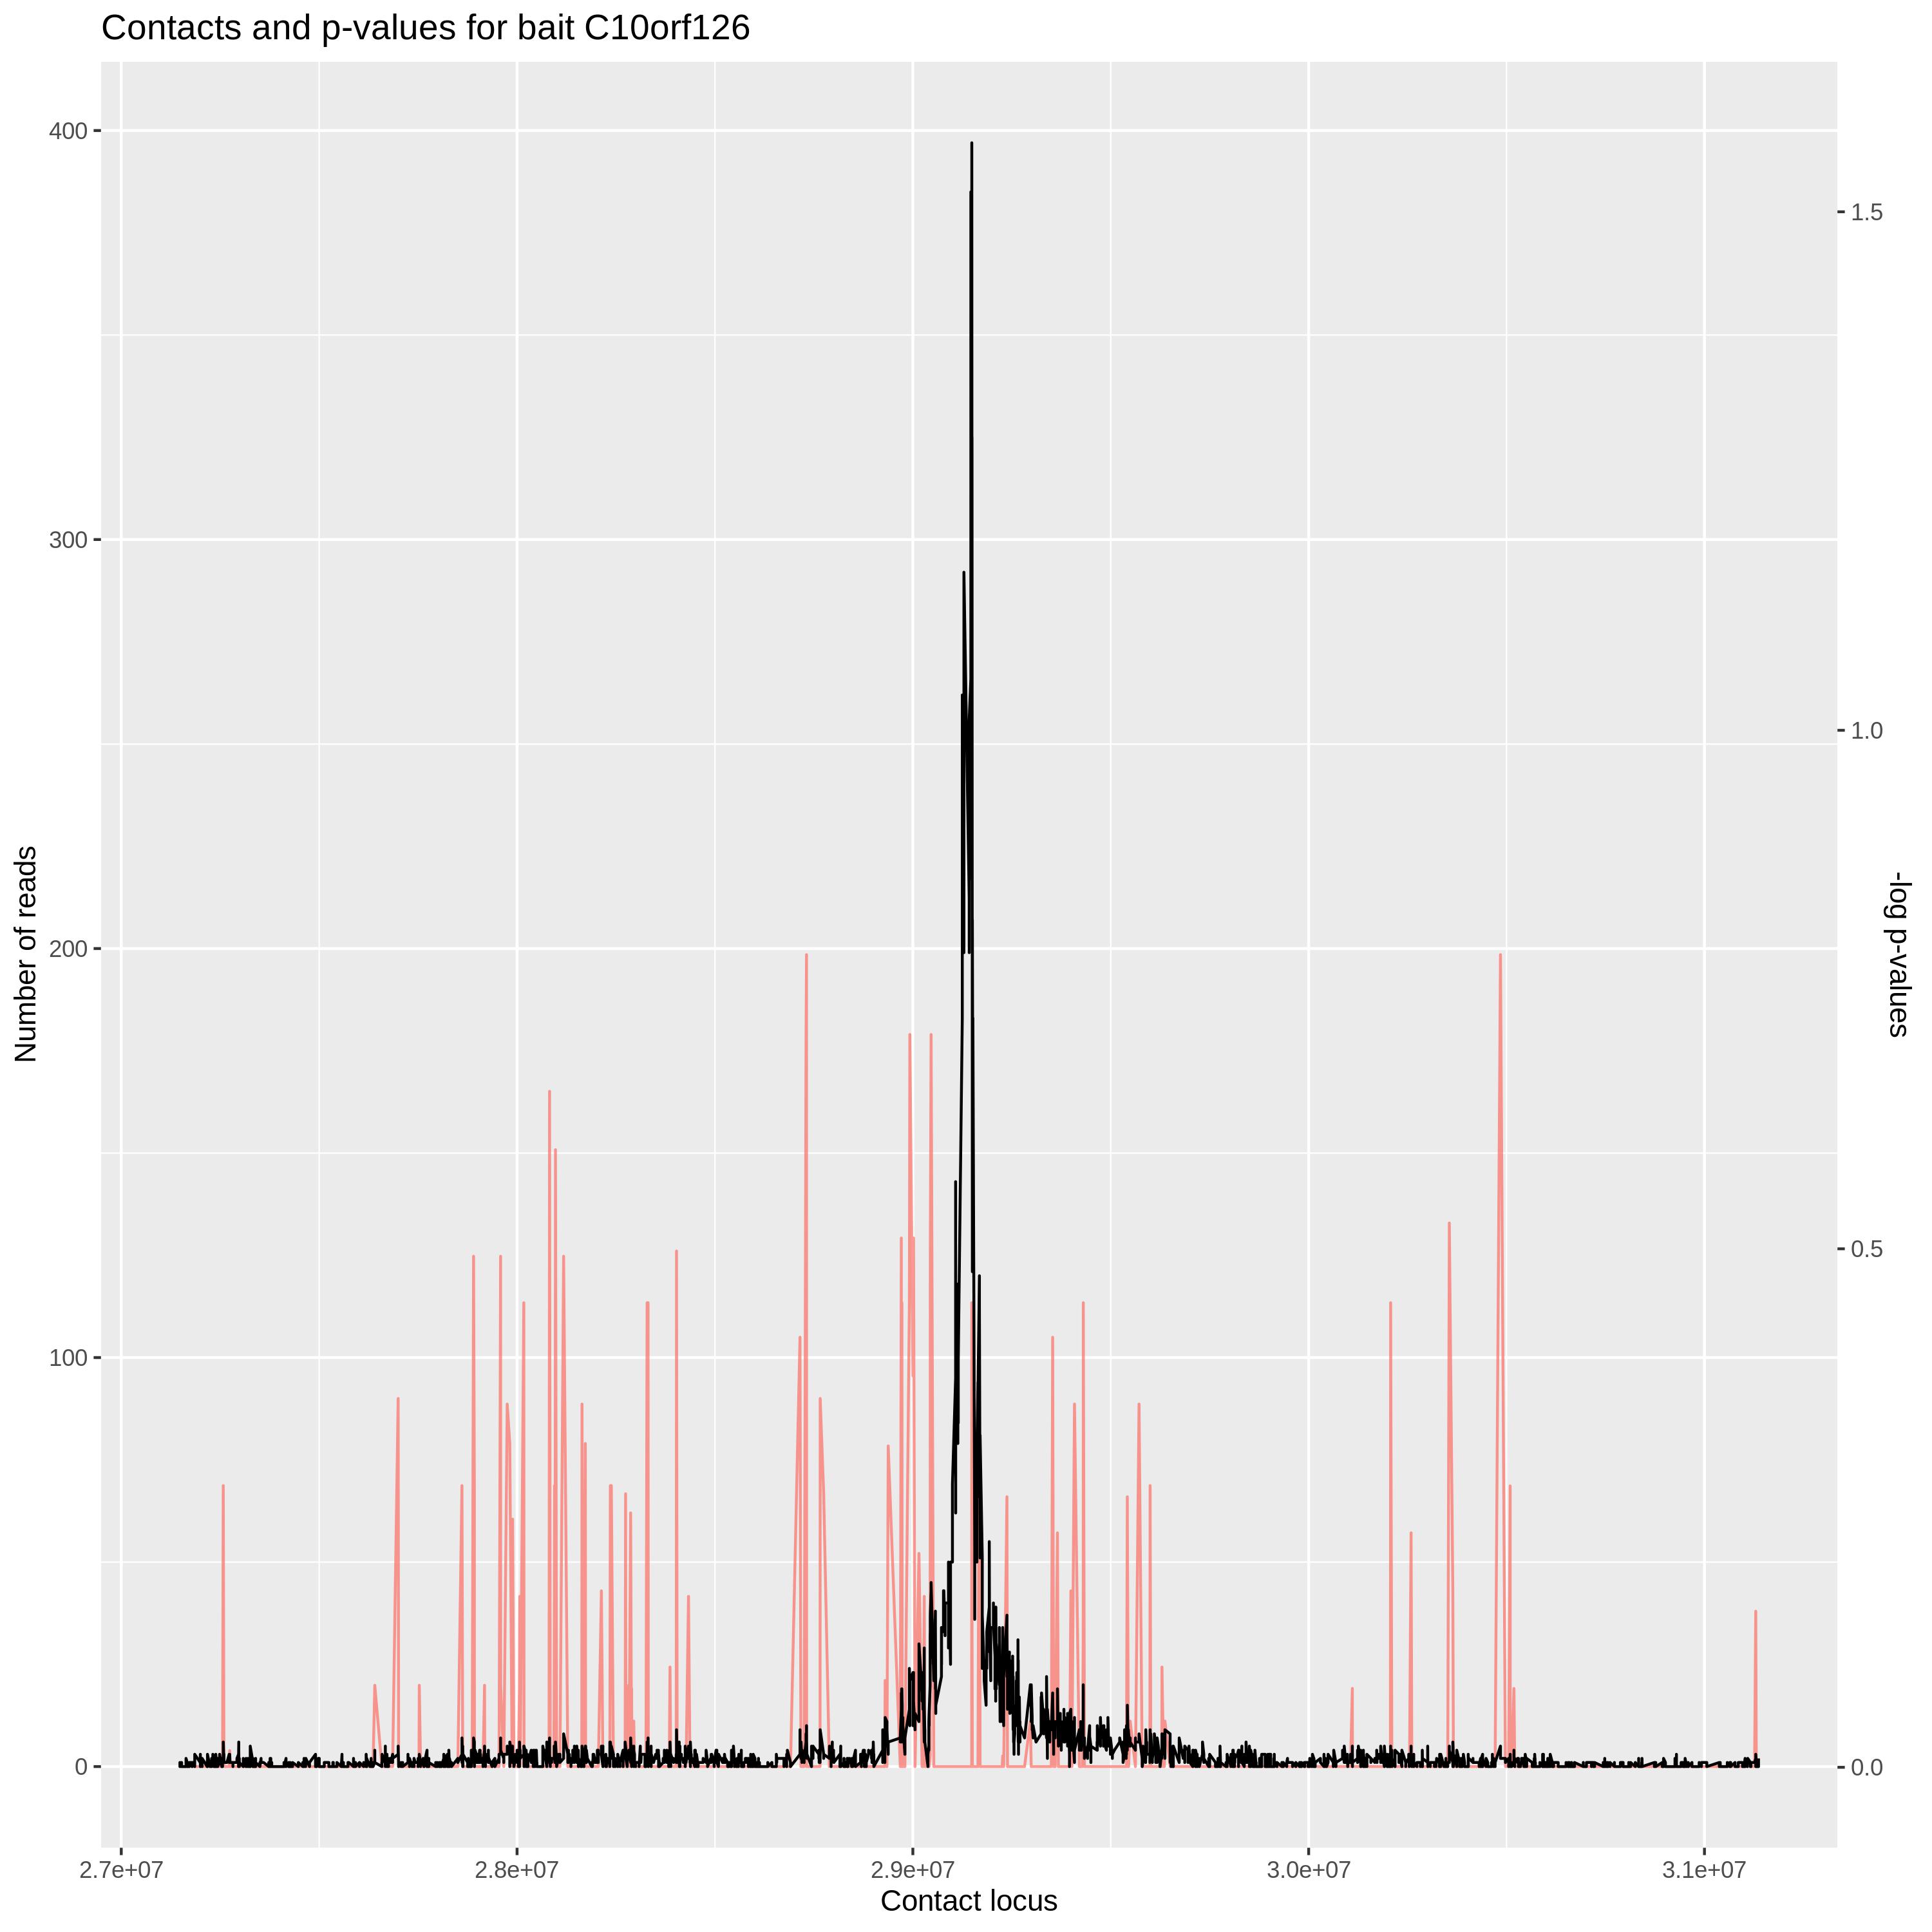 Contacts and p-values for bait C10orf126
400
300
200
100
0
Number of reads
1.5
1.0
0.5
0.0
-log p-values
2.7e+07
2.8e+07
2.9e+07
3.0e+07
3.1e+07
Contact locus